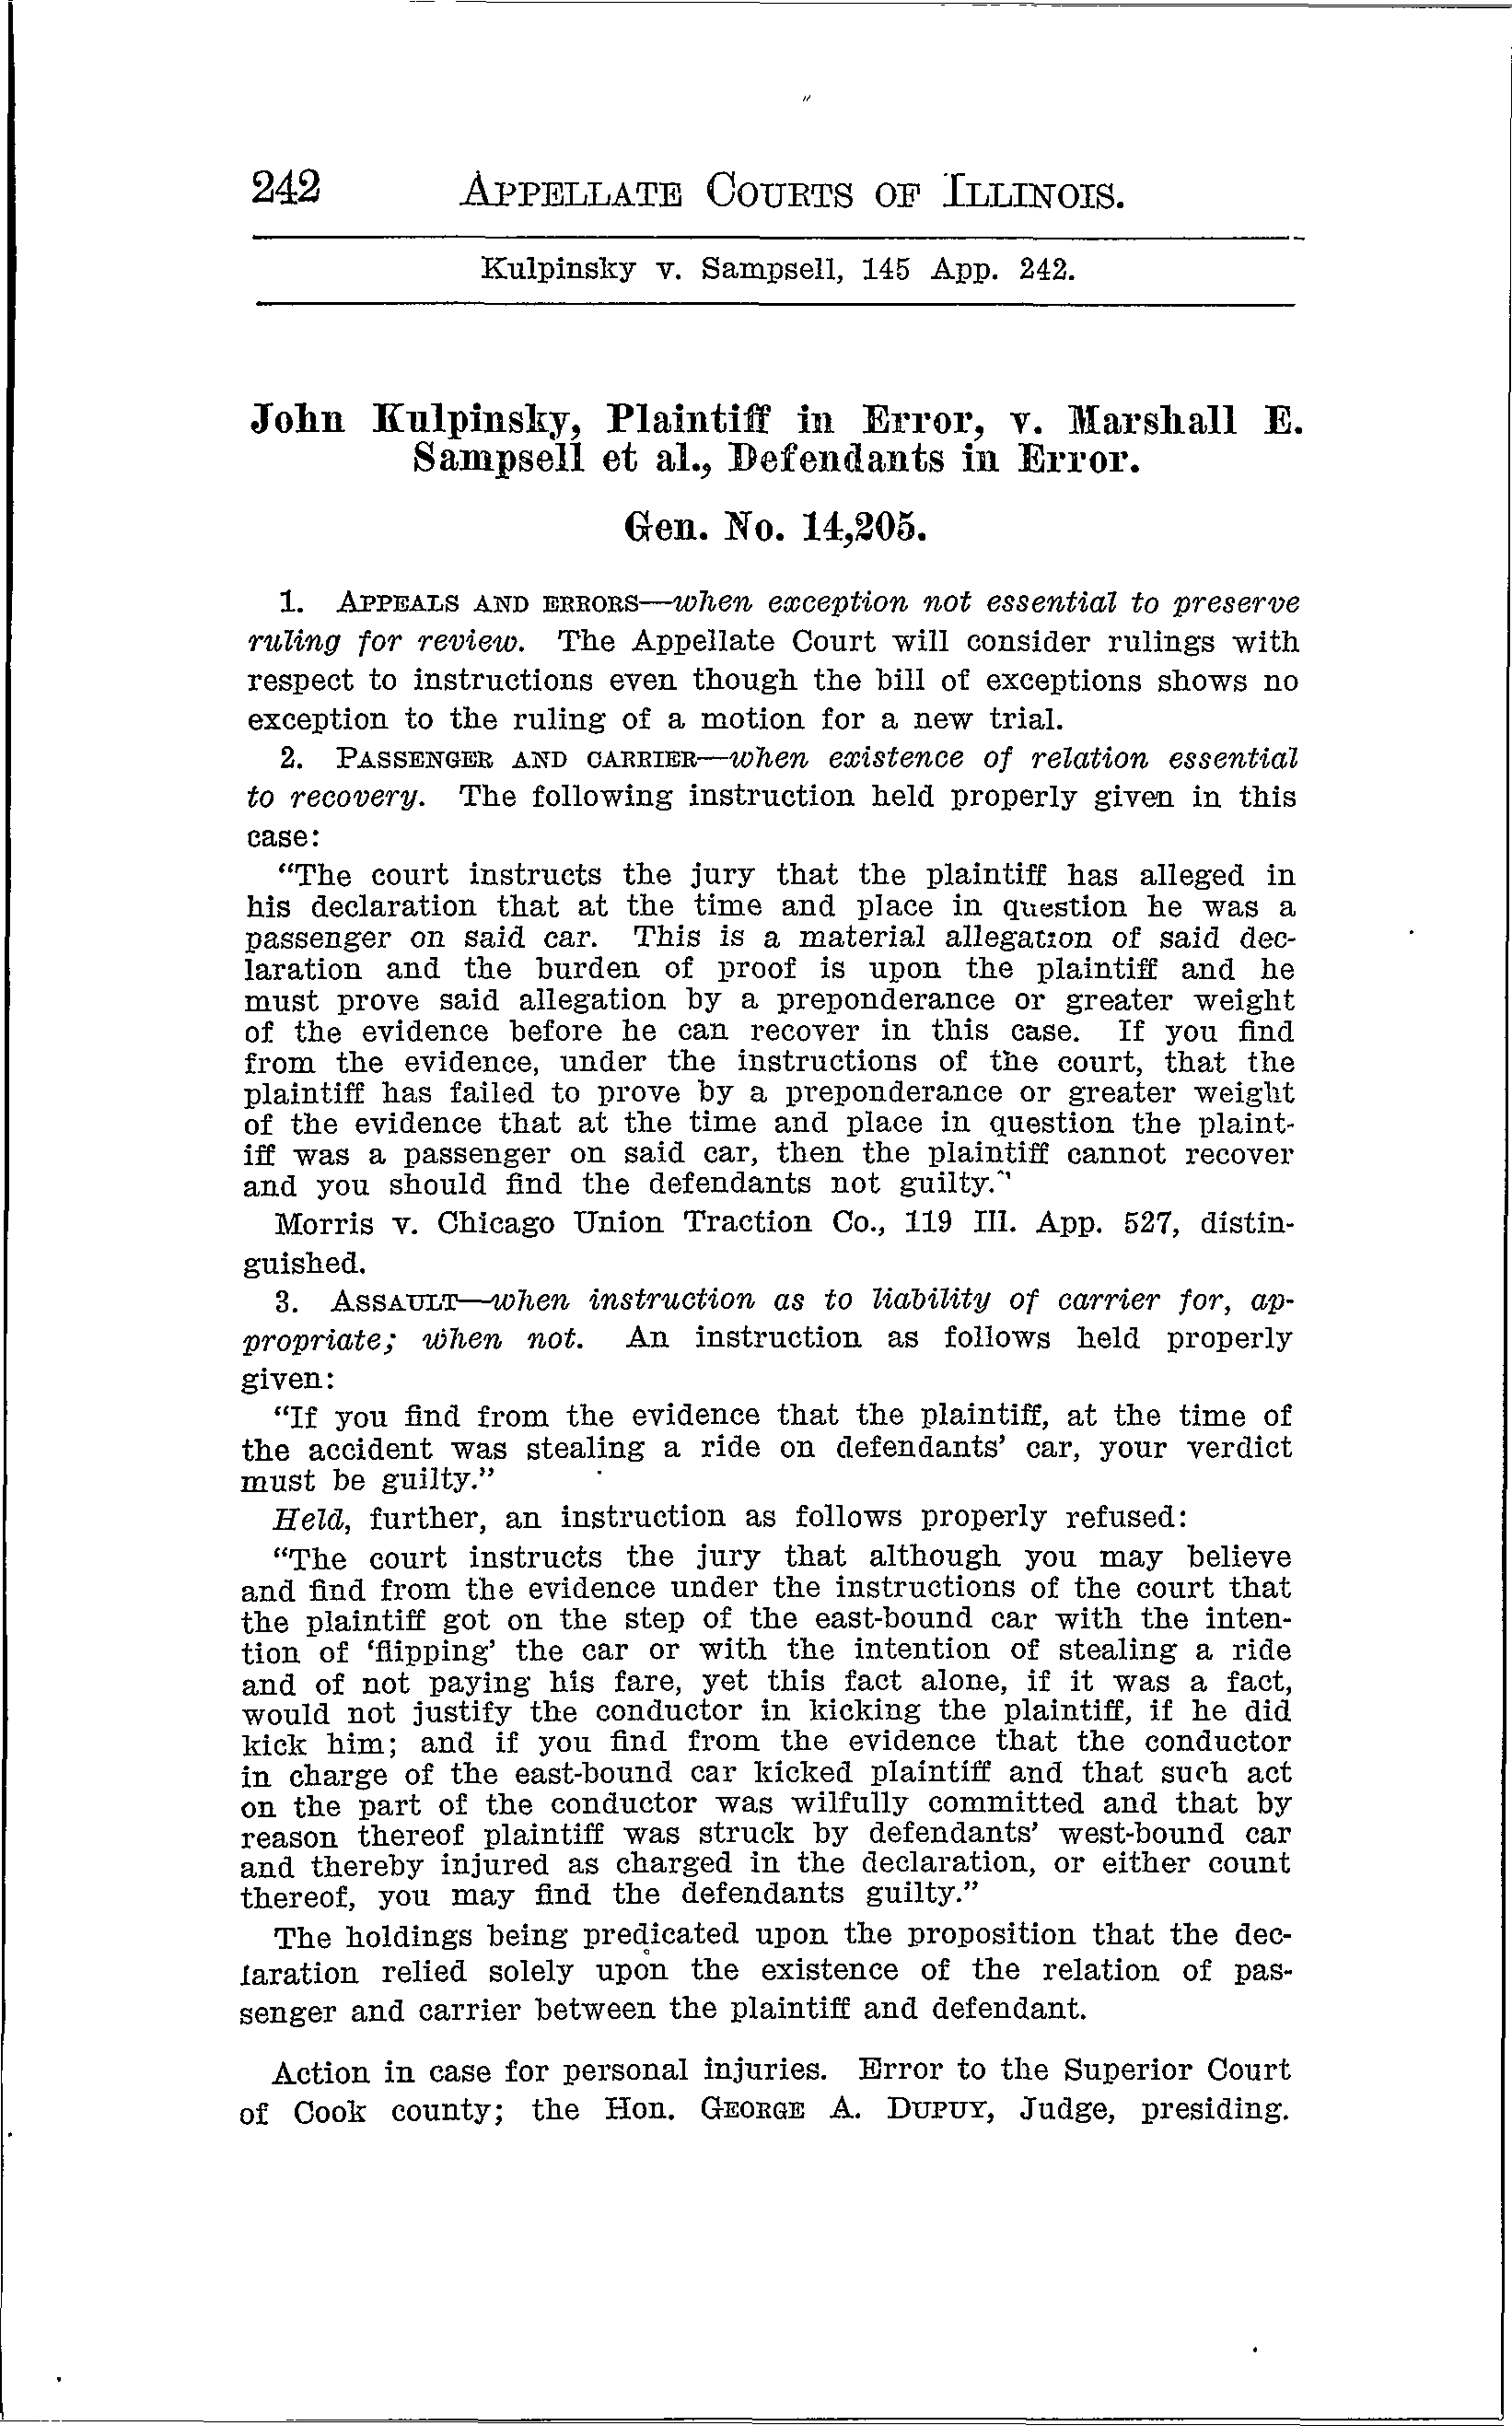 242 APPELLATE COURTS OF ILLINOIS.
Kulpinsky v. Sampsell, 145 App. 242.
John Kulpinsky, Plaintiff in Error, v. Marshall E.
Sampsell et al., Defendants in Error.
Gen. No. 14,205.
1. APPEALS AND ERRORS—when exception not essential to preserve
ruling for review. The Appellate Court will consider rulings with
respect to instructions even though the bill of exceptions shows no
exception to the ruling of a motion for a new trial.
2. PASSENGER AND CARRIER—when existence of relation essential
to recovery. The following instruction held properly given in this
case:
“The court instructs the jury that the plaintiff has alleged in
his declaration that at the time and place in question he was a
passenger on said car. This is a material allegation of said dec-
laration and the burden of proof is upon the plaintiff and he
must prove said allegation by a preponderance or greater weight
of the evidence before he can recover in this case. If you find
from the evidence, under the instructions of the court, that the
plaintiff has failed to prove by a preponderance or greater weight
of the evidence that at the time and place in question the plaint-
iff was a passenger on said car, then the plaintiff cannot recover
and you should find the defendants not guilty.”
Morris v. Chicago Union Traction Co., 119 Ill. App. 527, distin-
guished.
3. ASSAULT—when instruction as to liability of carrier for, ap-
propriate; when not. An instruction as follows held properly
given:
“If you find from the evidence that the plaintiff, at the time of
the accident was stealing a ride on defendants’ car, your verdict
must be guilty.”
Held, further, an instruction as follows properly refused:
“The court instructs the jury that although you may believe
and find from the evidence under the instructions of the court that
the plaintiff got on the step of the east-bound car with the inten-
tion of ‘flipping’ the car or with the intention of stealing a ride
and of not paying his fare, yet this fact alone, if it was a fact,
would not justify the conductor in kicking the plaintiff, if he did
kick him; and if you find from the evidence that the conductor
in charge of the east-bound car kicked plaintiff and that such act
on the part of the conductor was wilfully committed and that by
reason thereof plaintiff was struck by defendants’ west-bound car
and thereby injured as charged in the declaration, or either count
thereof, you may find the defendants guilty.”
The holdings being predicated upon the proposition that the dec-
laration relied solely upon the existence of the relation of pas-
senger and carrier between the plaintiff and defendant.
Action in case for personal injuries. Error to the Superior Court
of Cook county; the Hon. GEORGE A. DUPUY, Judge, presiding.